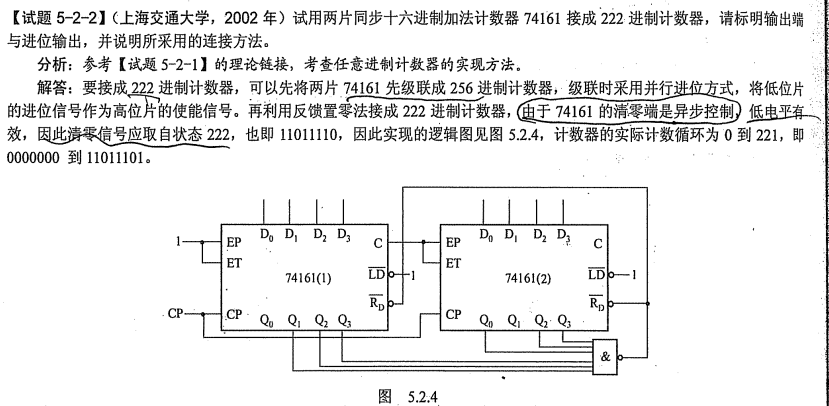 【试题 5-2-2】（上海交通大学，2002 年）试用两片同步十六进制加法计数器 74161 接成 222 进制计数器，请标明输出端
与进位输出，并说明所采用的连接方法。
分析：参考【试题 5-2-1】的理论链接，考查任意进制计数器的实现方法。
解答：要接成 222 进制计数器，可以先将两片 74161 先级联成 256 进制计数器，级联时采用并行进位方式，将低位片
的进位信号作为高位片的使能信号。再利用反馈置零法接成 222 进制计数器，由于 74161 的清零端是异步控制，低电平有
效，因此清零信号应取自状态 222，也即 11011110，因此实现的逻辑图见图 5.2.4，计数器的实际计数循环为 0 到 221，即
0000000 到 11011101。
D₀ D₁ D₂ D₃ D₀ D₁ D₂ D₃
1 EP C EP C
ET ET
74161(1) L̅D̅ 1 74161(2) L̅D̅ 1
R̅D̅ R̅D̅
CP CP CP
Q₀ Q₁ Q₂ Q₃ Q₀ Q₁ Q₂ Q₃
&
图 5.2.4